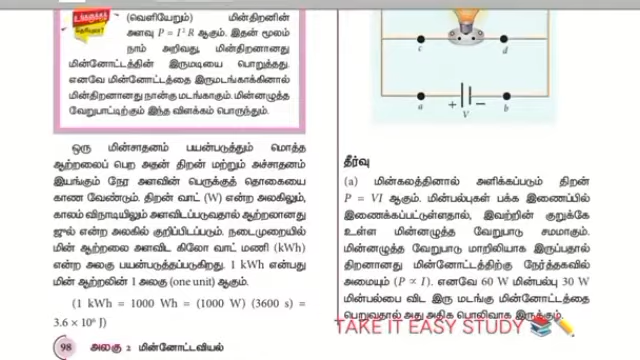 உங்களுக்குத் தெரியுமா?
(வெளியேறும்) மின்திறனின்
அளவு P = I² R ஆகும். இதன் மூலம்
நாம் அறிவது, மின்திறனானது
மின்னோட்டத்தின் இருமடியை பொறுத்தது.
எனவே மின்னோட்டத்தை இருமடங்காக்கினால்
மின்திறனானது நான்கு மடங்காகும். மின்னழுத்த
வேறுபாட்டிற்கும் இந்த விளக்கம் பொருந்தும்.
ஒரு மின்சாதனம் பயன்படுத்தும் மொத்த
ஆற்றலைப் பெற அதன் திறன் மற்றும் அச்சாதனம்
இயங்கும் நேர அளவின் பெருக்குத் தொகையை
காண வேண்டும். திறன் வாட் (W) என்ற அலகிலும்,
காலம் விநாடியிலும் அளவிடப்படுவதால் ஆற்றலானது
ஜுல் என்ற அலகில் குறிப்பிடப்படும். நடைமுறையில்
மின் ஆற்றலை அளவிட கிலோ வாட் மணி (kWh)
என்ற அலகு பயன்படுத்தப்படுகிறது. 1 kWh என்பது
மின் ஆற்றலின் 1 அலகு (one unit) ஆகும்.
(1 kWh = 1000 Wh = (1000 W) (3600 s) =
3.6 × 10⁶ J)
98 அலகு 2 மின்னோட்டவியல்
c d
a b
+ −
V
தீர்வு
(a) மின்கலத்தினால் அளிக்கப்படும் திறன்
P = VI ஆகும். மின்பல்புகள் பக்க இணைப்பில்
இணைக்கப்பட்டுள்ளதால், இவற்றின் குறுக்கே
உள்ள மின்னழுத்த வேறுபாடு சமமாகும்.
மின்னழுத்த வேறுபாடு மாறிலியாக இருப்பதால்
திறனானது மின்னோட்டத்திற்கு நேர்த்தகவில்
அமையும் (P ∝ I). எனவே 60 W மின்பல்பு 30 W
மின்பல்பை விட இரு மடங்கு மின்னோட்டத்தை
பெறுவதால் அது அதிக பொலிவாக இருக்கும்.
TAKE IT EASY STUDY 📚✏️